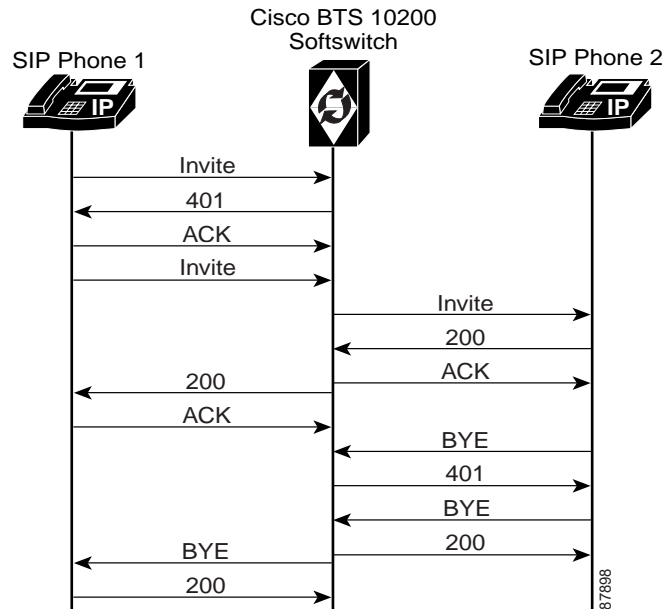 Cisco BTS 10200
Softswitch
SIP Phone 1
SIP Phone 2
IP
IP
Invite
401
ACK
Invite
Invite
200
ACK
200
ACK
BYE
401
BYE
200
BYE
200
87898